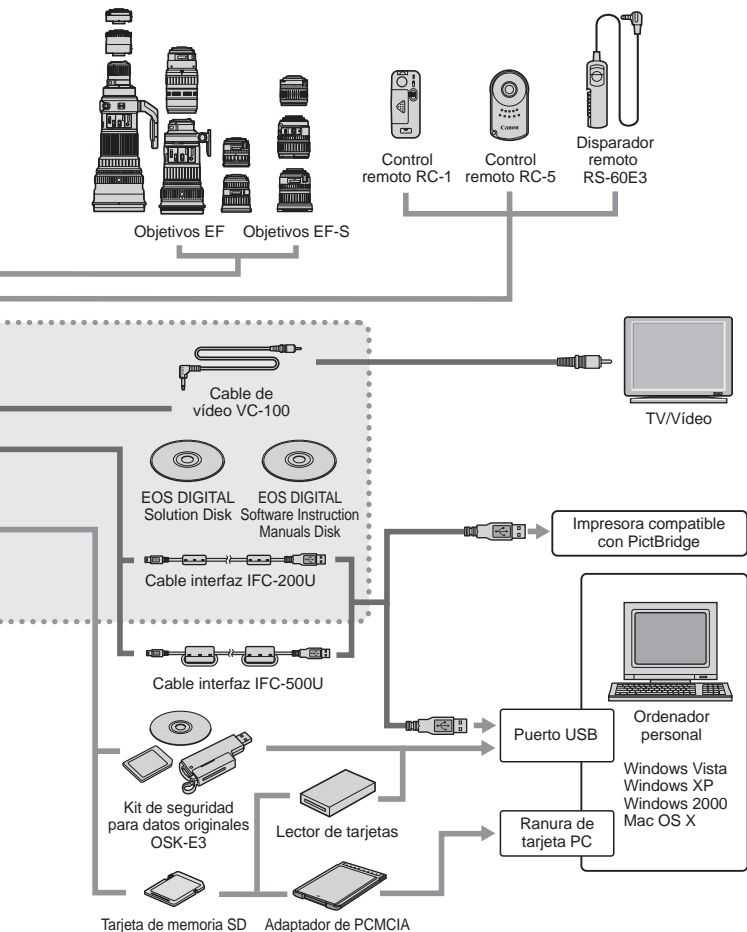 Canon
Control
remoto RC-1
Control
remoto RC-5
Disparador
remoto
RS-60E3
Objetivos EF
Objetivos EF-S
Cable de
vídeo VC-100
TV/Vídeo
EOS DIGITAL
Solution Disk
EOS DIGITAL
Software Instruction
Manuals Disk
Impresora compatible
con PictBridge
Cable interfaz IFC-200U
Cable interfaz IFC-500U
Puerto USB
Ordenador
personal
Windows Vista
Windows XP
Windows 2000
Mac OS X
Kit de seguridad
para datos originales
OSK-E3
Lector de tarjetas
Ranura de
tarjeta PC
Tarjeta de memoria SD
Adaptador de PCMCIA